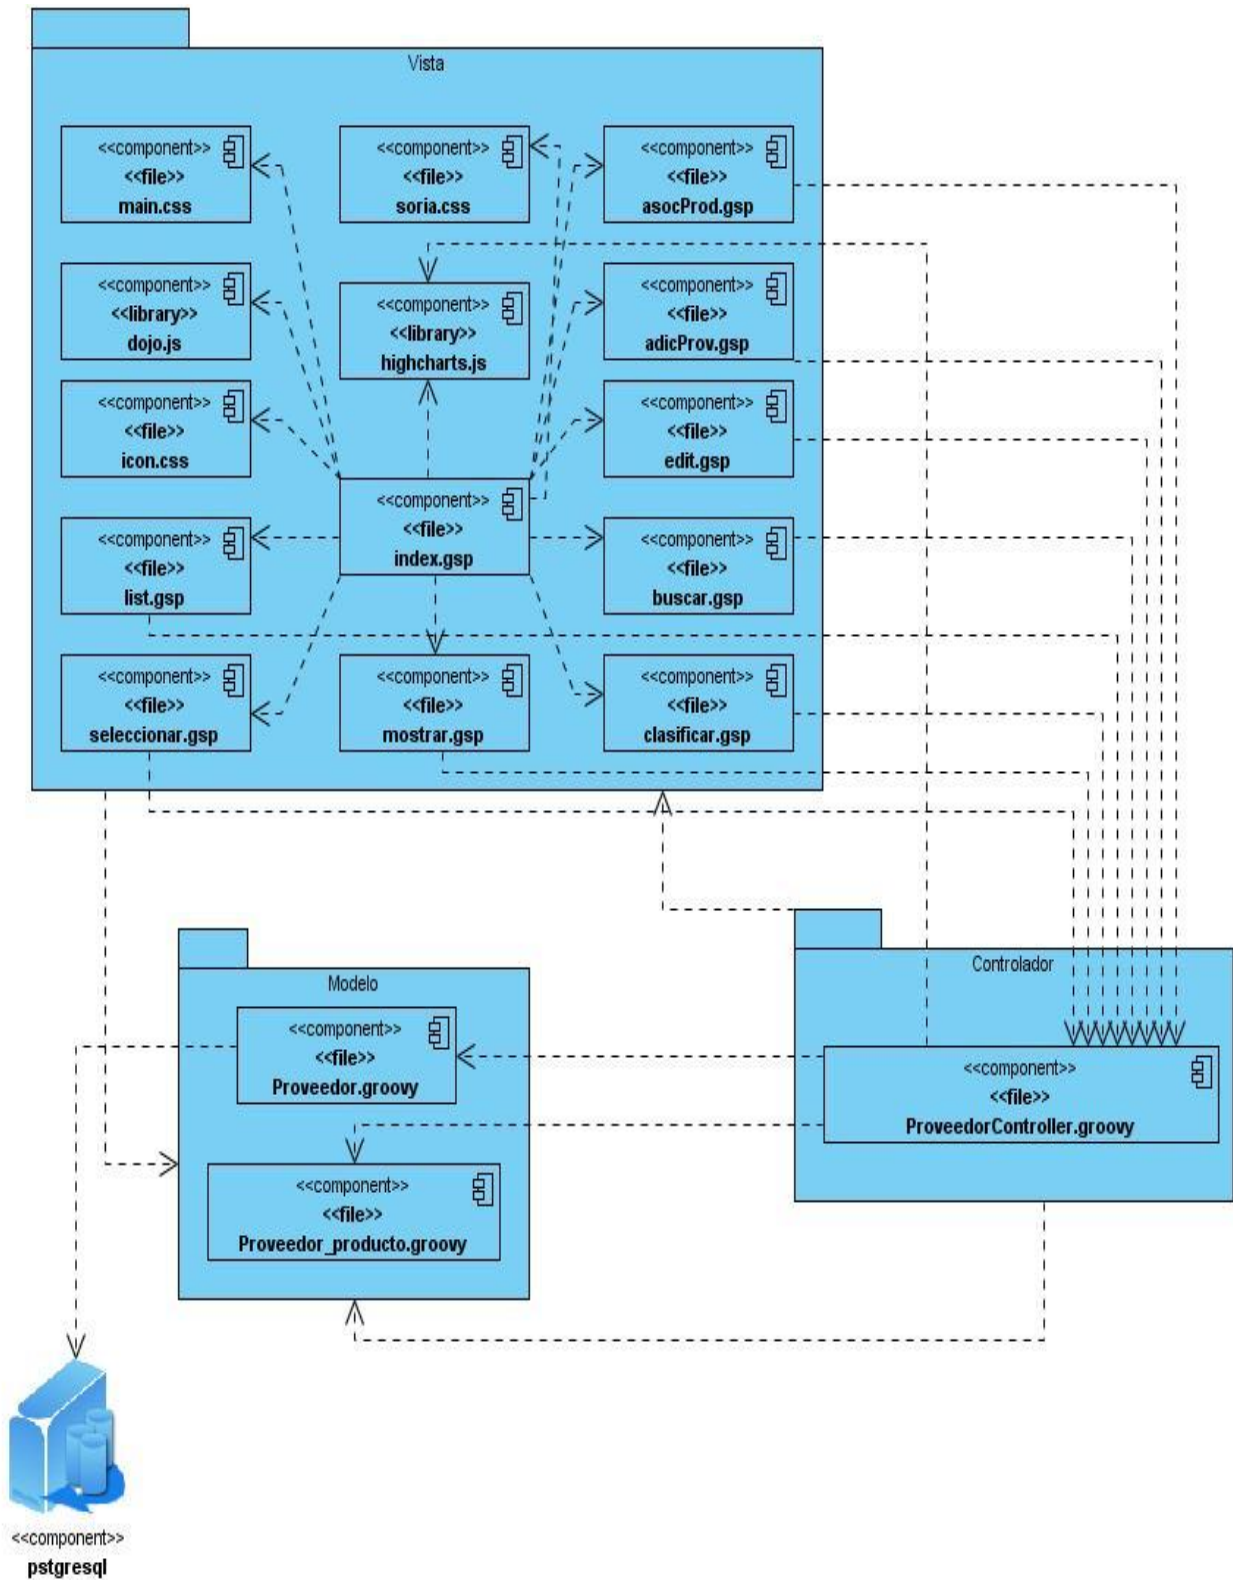 Vista
<<component>>
<<file>>
main.css
<<component>>
<<file>>
soria.css
<<component>>
<<file>>
asocProd.gsp
<<component>>
<<library>>
dojo.js
<<component>>
<<library>>
highcharts.js
<<component>>
<<file>>
adicProv.gsp
<<component>>
<<file>>
icon.css
<<component>>
<<file>>
edit.gsp
<<component>>
<<file>>
index.gsp
<<component>>
<<file>>
list.gsp
<<component>>
<<file>>
buscar.gsp
<<component>>
<<file>>
seleccionar.gsp
<<component>>
<<file>>
mostrar.gsp
<<component>>
<<file>>
clasificar.gsp
Modelo
<<component>>
<<file>>
Proveedor.groovy
<<component>>
<<file>>
Proveedor_producto.groovy
Controlador
<<component>>
<<file>>
ProveedorController.groovy
<<component>>
pstgresql